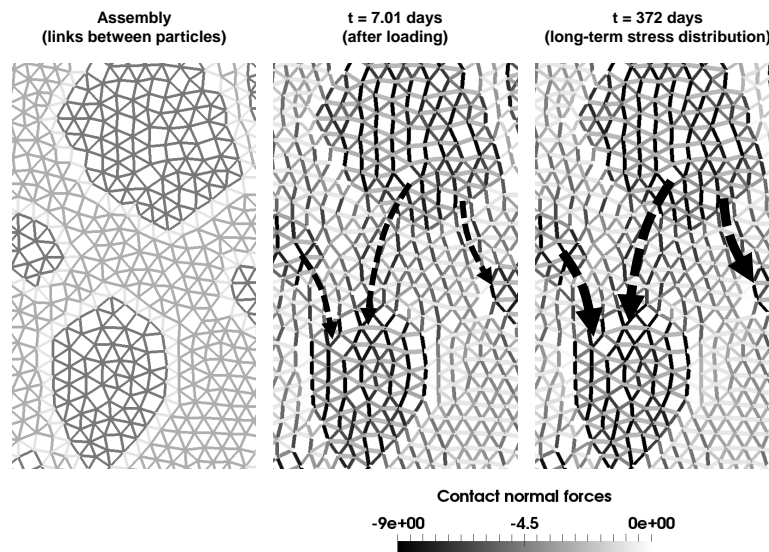 Assembly
(links between particles)
t = 7.01 days
(after loading)
t = 372 days
(long-term stress distribution)
Contact normal forces
-9e+00 -4.5 0e+00